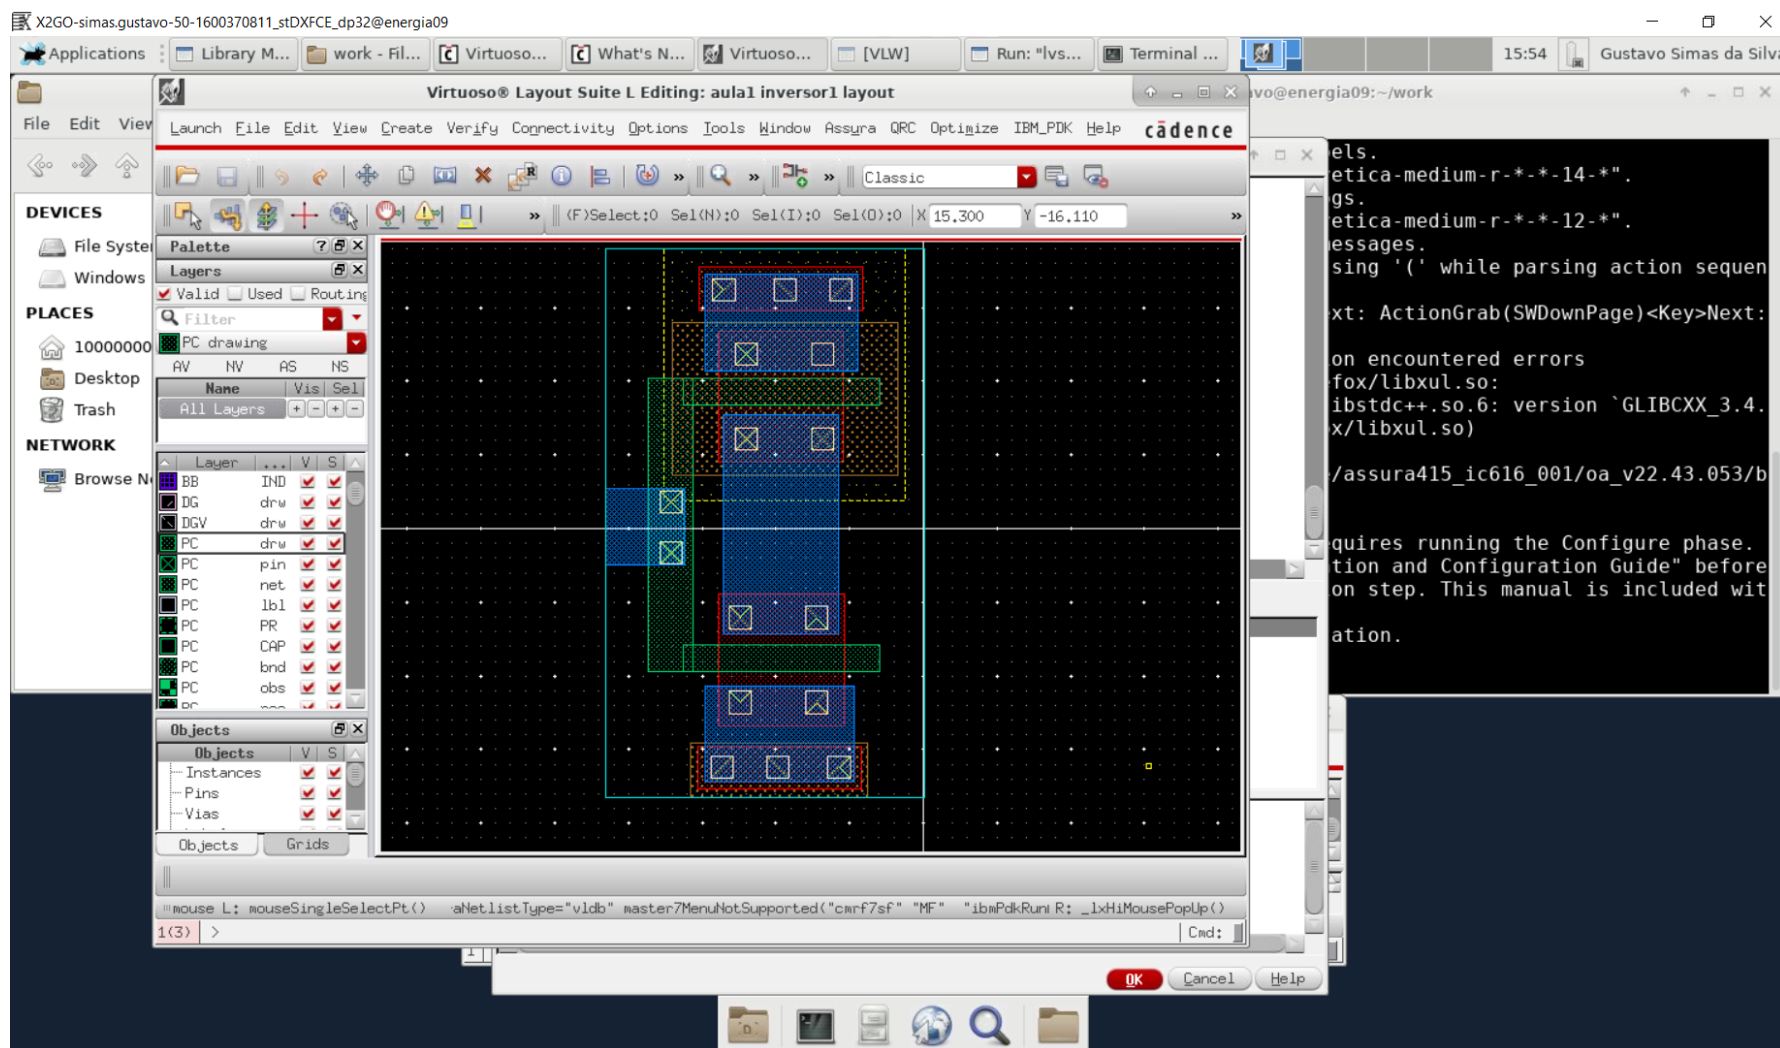 X2GO-simas.gustavo-50-1600370811_stDXFCE_dp32@energia09
Applications Library M... work - Fil... Virtuoso... What's N... Virtuoso... [VLW] Run: "lvs... Terminal ... 15:54 Gustavo Simas da Silva
Virtuoso® Layout Suite L Editing: aula1 inversor1 layout
vo@energia09:~/work
File Edit View
Launch File Edit View Create Verify Connectivity Options Tools Window Assura QRC Optimize IBM_PDK Help cādence
Classic
(F)Select:0 Sel(N):0 Sel(I):0 Sel(O):0 X 15.300 Y -16.110
DEVICES
File Syste
Windows
PLACES
10000000
Desktop
Trash
NETWORK
Browse N
Palette
Layers
Valid Used Routing
Filter
PC drawing
AV NV AS NS
Name Vis Sel
All Layers + - + -
Layer ... V S
BB IND
DG drw
DGV drw
PC drw
PC pin
PC net
PC lbl
PC PR
PC CAP
PC bnd
PC obs
Objects
Objects V S
Instances
Pins
Vias
Objects Grids
els.
retica-medium-r-*-*-14-*".
gs.
retica-medium-r-*-*-12-*".
essages.
sing '(' while parsing action sequen
ext: ActionGrab(SWDownPage)<Key>Next:
on encountered errors
efox/libxul.so:
ibstdc++.so.6: version `GLIBCXX_3.4.
x/libxul.so)
/assura415_ic616_001/oa_v22.43.053/b
equires running the Configure phase.
tion and Configuration Guide" before
on step. This manual is included wit
ation.
mouse L: mouseSingleSelectPt() aNetlistType="vldb" master7MenuNotSupported("cmrf7sf" "MF" "ibmPdkRun R: _lxHiMousePopUp()
1(3) > Cmd:
1
OK Cancel Help